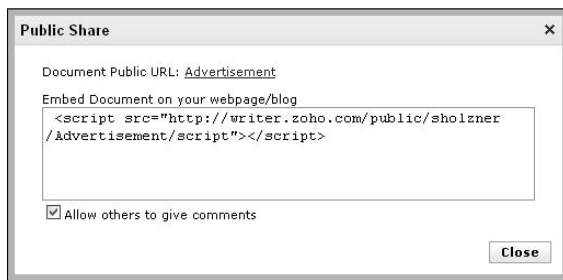 Public Share ×
Document Public URL: Advertisement
Embed Document on your webpage/blog
<script src="http://writer.zoho.com/public/sholzner
/Advertisement/script"></script>
Allow others to give comments
Close